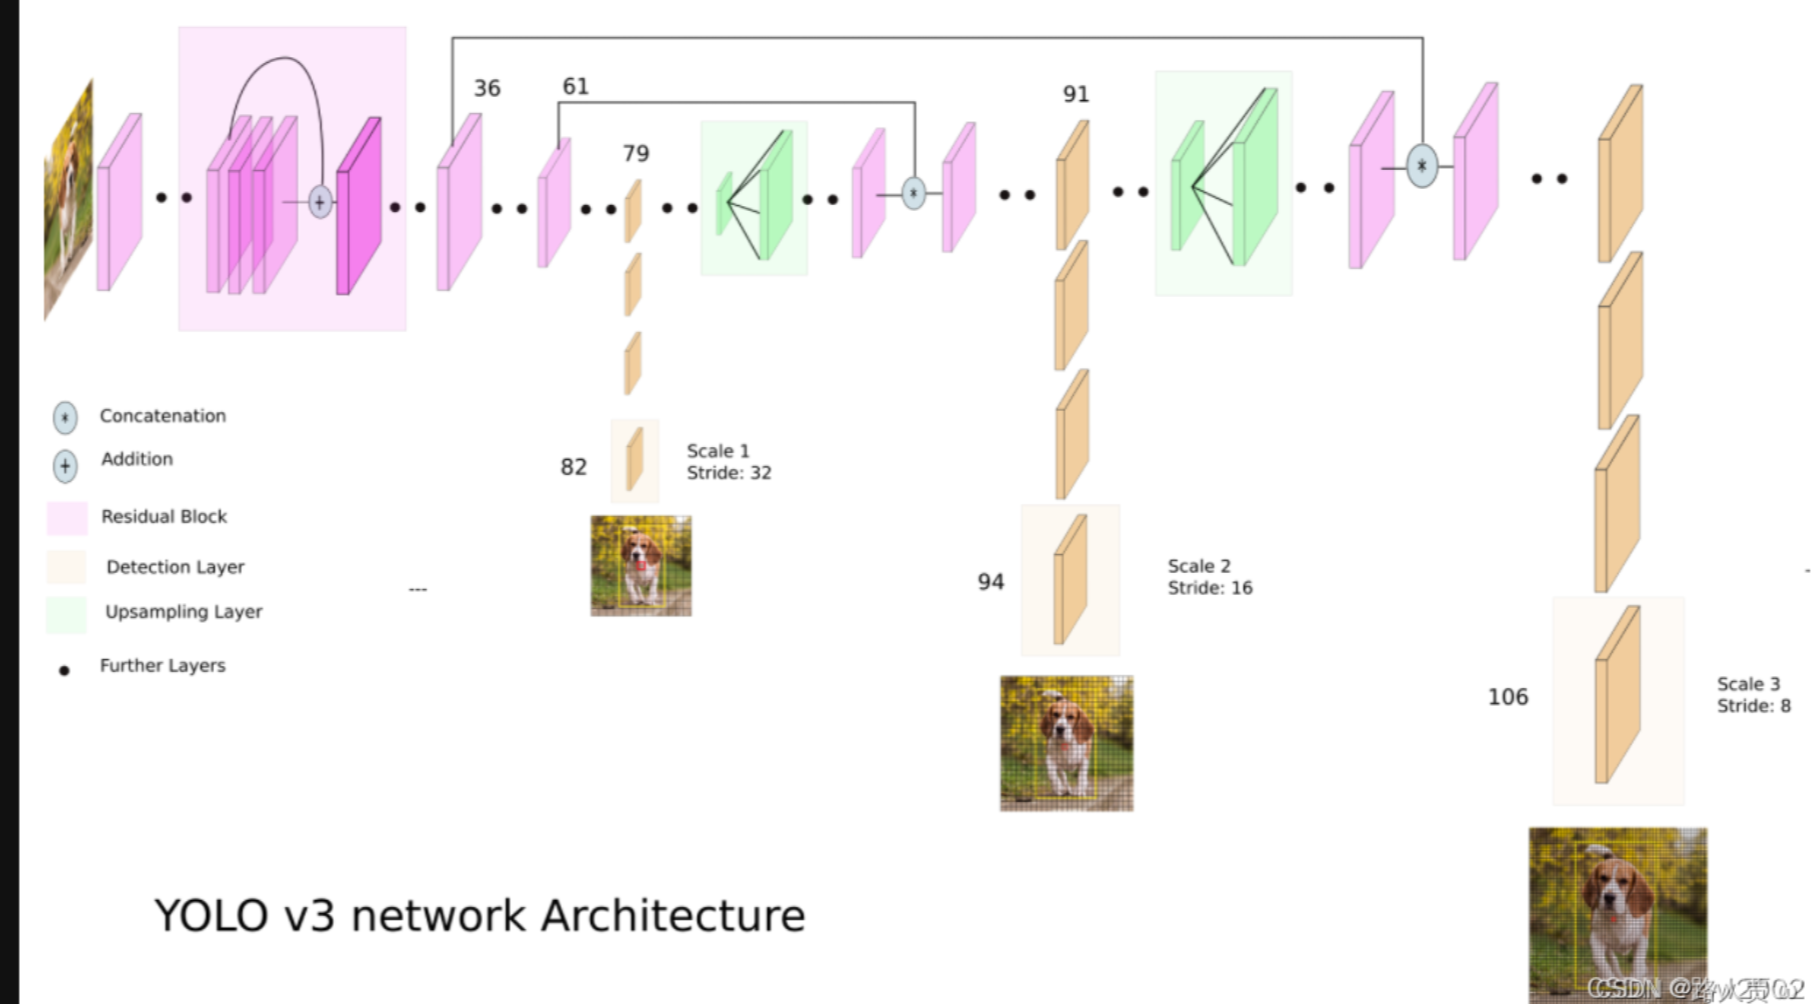 36
61
91
79
Concatenation
Addition
Residual Block
Detection Layer
Upsampling Layer
Further Layers
---
82
Scale 1
Stride: 32
94
Scale 2
Stride: 16
106
Scale 3
Stride: 8
YOLO v3 network Architecture
CSDN